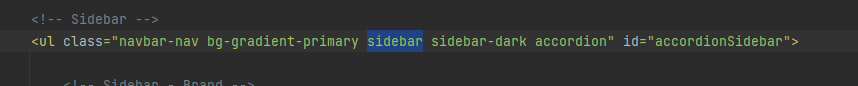 <!-- Sidebar -->
<ul class="navbar-nav bg-gradient-primary sidebar sidebar-dark accordion" id="accordionSidebar">
<!-- Sidebar - Brand -->